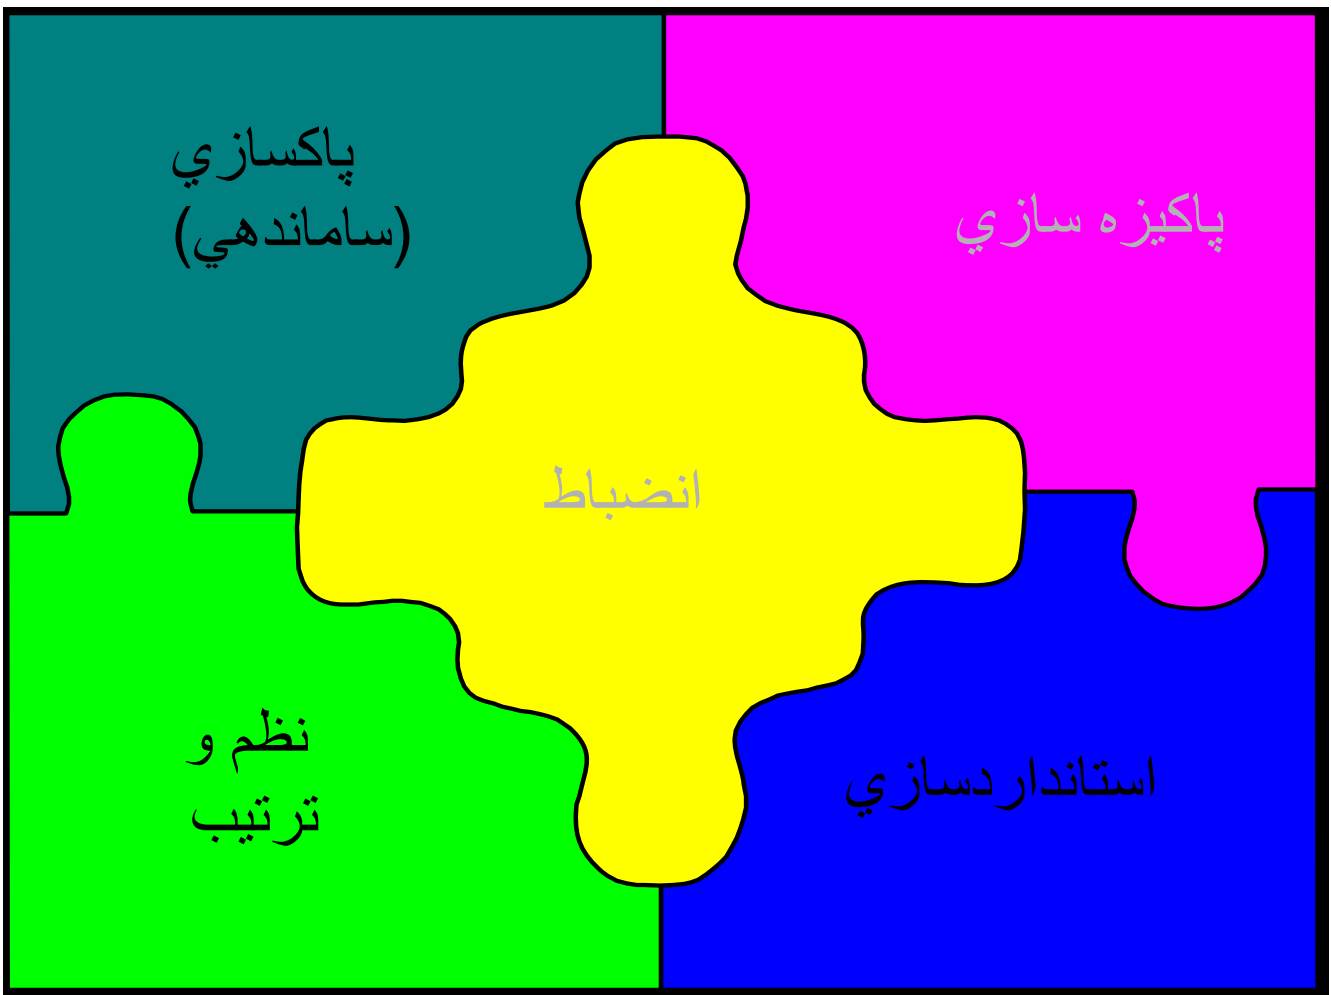 پاكسازي
(ساماندهي)
پاكيزه سازي
انضباط
نظم و
ترتيب
استانداردسازي